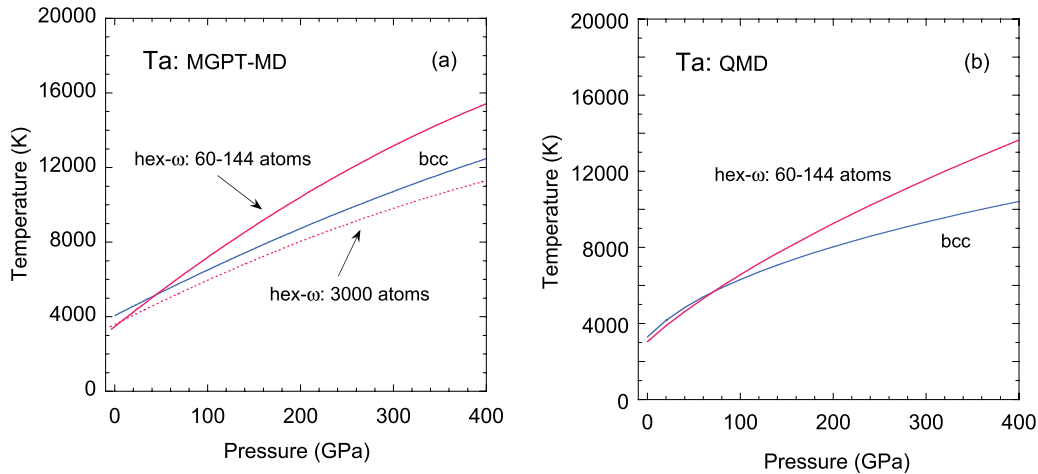 Ta: MGPT-MD
(a)
hex-ω: 60-144 atoms
bcc
hex-ω: 3000 atoms
Temperature (K)
20000
16000
12000
8000
4000
0
0 100 200 300 400
Pressure (GPa)
Ta: QMD
(b)
hex-ω: 60-144 atoms
bcc
Temperature (K)
20000
16000
12000
8000
4000
0
0 100 200 300 400
Pressure (GPa)